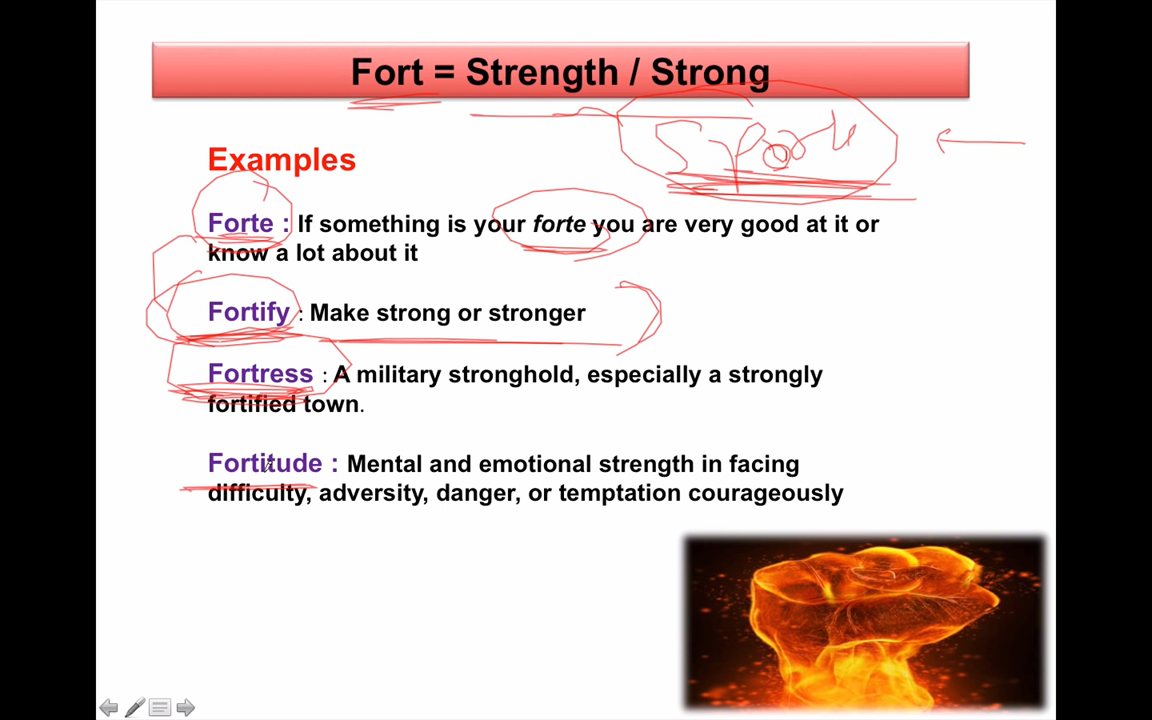 Fort = Strength / Strong
Sports
Examples
Forte : If something is your forte you are very good at it or
know a lot about it
Fortify : Make strong or stronger
Fortress : A military stronghold, especially a strongly
fortified town.
Fortitude : Mental and emotional strength in facing
difficulty, adversity, danger, or temptation courageously